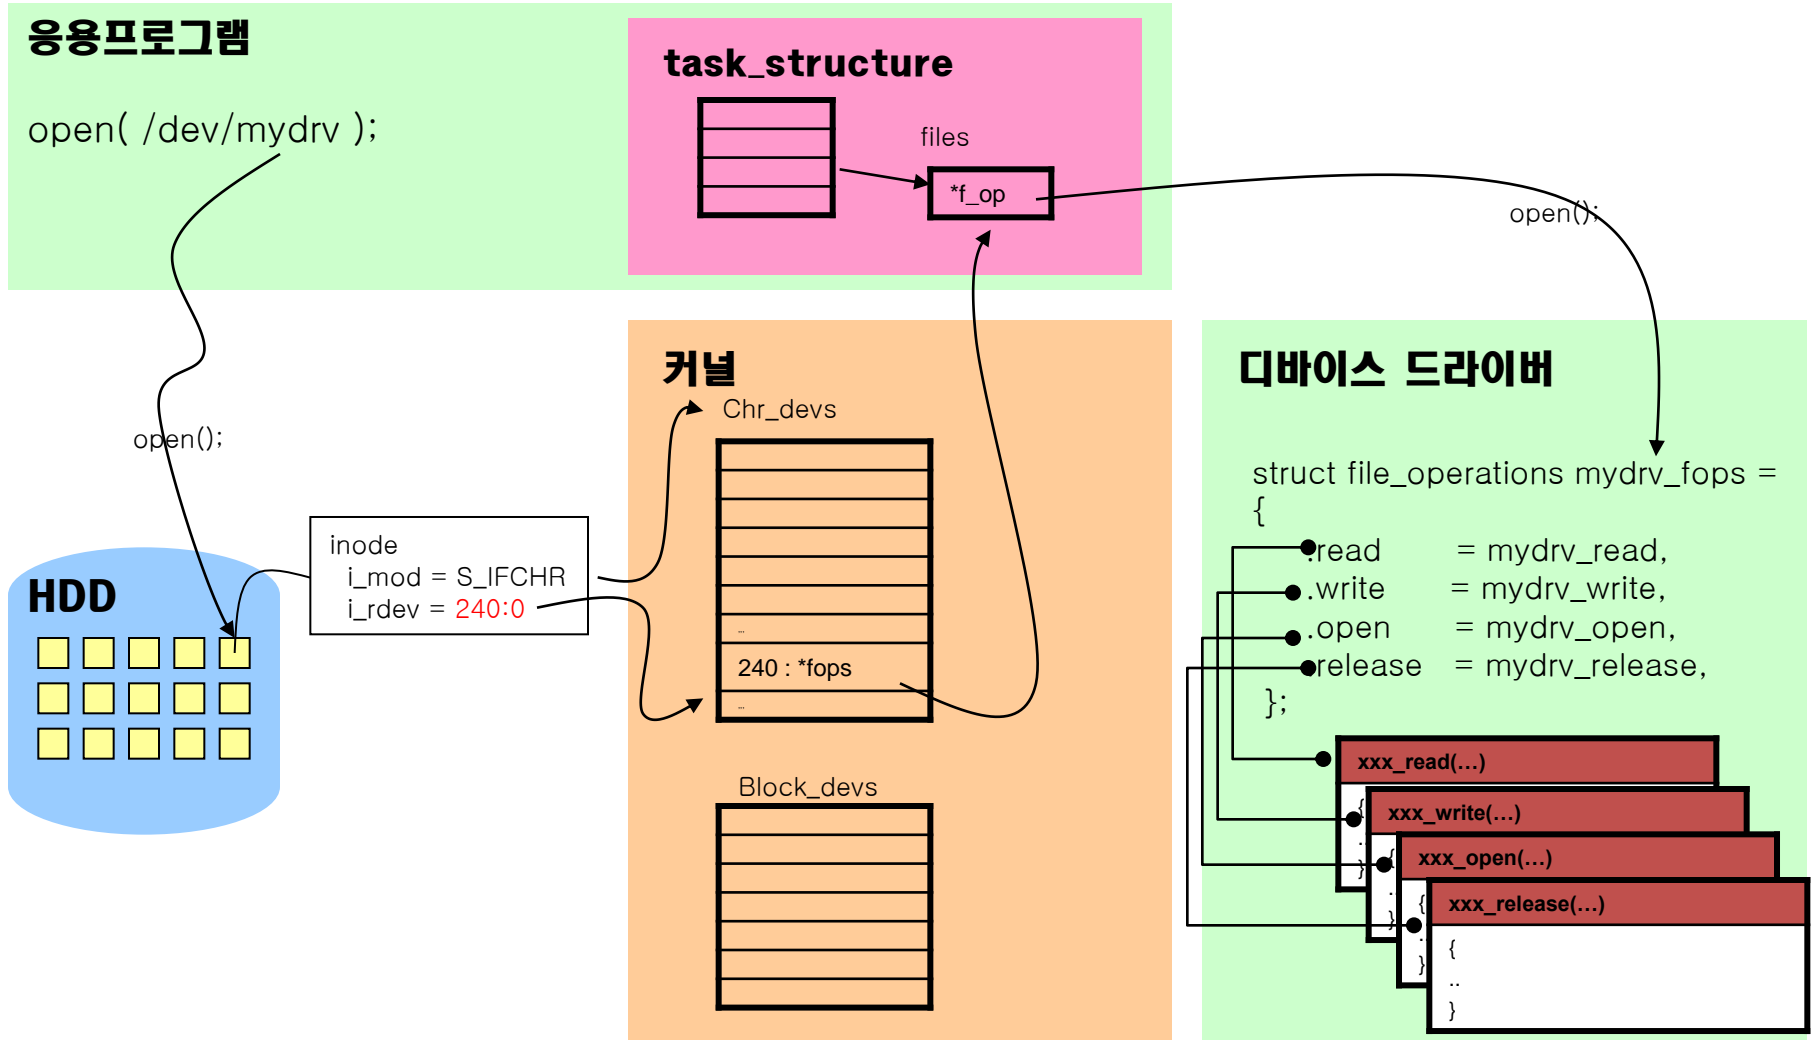 응용프로그램
open( /dev/mydrv );
task_structure
files
*f_op
open();
open();
HDD
inode
i_mod = S_IFCHR
i_rdev = 240:0
커널
Chr_devs
...
240 : *fops
...
Block_devs
디바이스 드라이버
struct file_operations mydrv_fops =
{
.read = mydrv_read,
.write = mydrv_write,
.open = mydrv_open,
.release = mydrv_release,
};
xxx_read(...)
{
..
}
xxx_write(...)
{
..
}
xxx_open(...)
{
..
}
xxx_release(...)
{
..
}